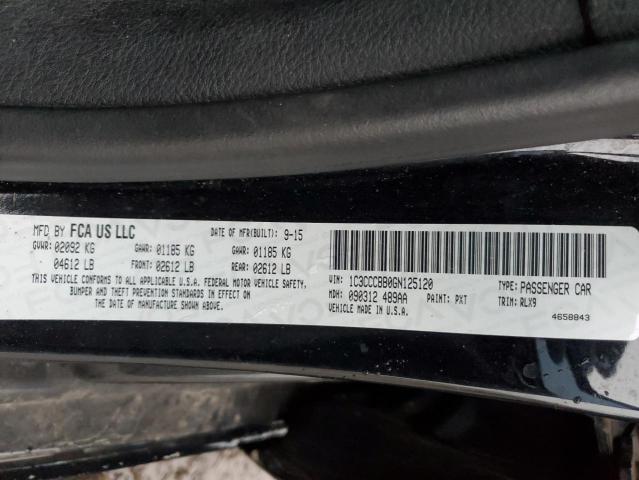 MFD BY FCA US LLC DATE OF MFR(BUILT): 9-15
GVWR: 02092 KG GAWR: 01185 KG GAWR: 01185 KG
04612 LB FRONT: 02612 LB REAR: 02612 LB
THIS VEHICLE CONFORMS TO ALL APPLICABLE U.S.A. FEDERAL MOTOR VEHICLE SAFETY,
BUMPER AND THEFT PREVENTION STANDARDS IN EFFECT ON
THE DATE OF MANUFACTURE SHOWN ABOVE.
VIN: 1C3CCCBB0GN125120 TYPE: PASSENGER CAR
MDH: 090312 489AA PAINT: PXT TRIM: RLX9
VEHICLE MADE IN U.S.A. 4658843